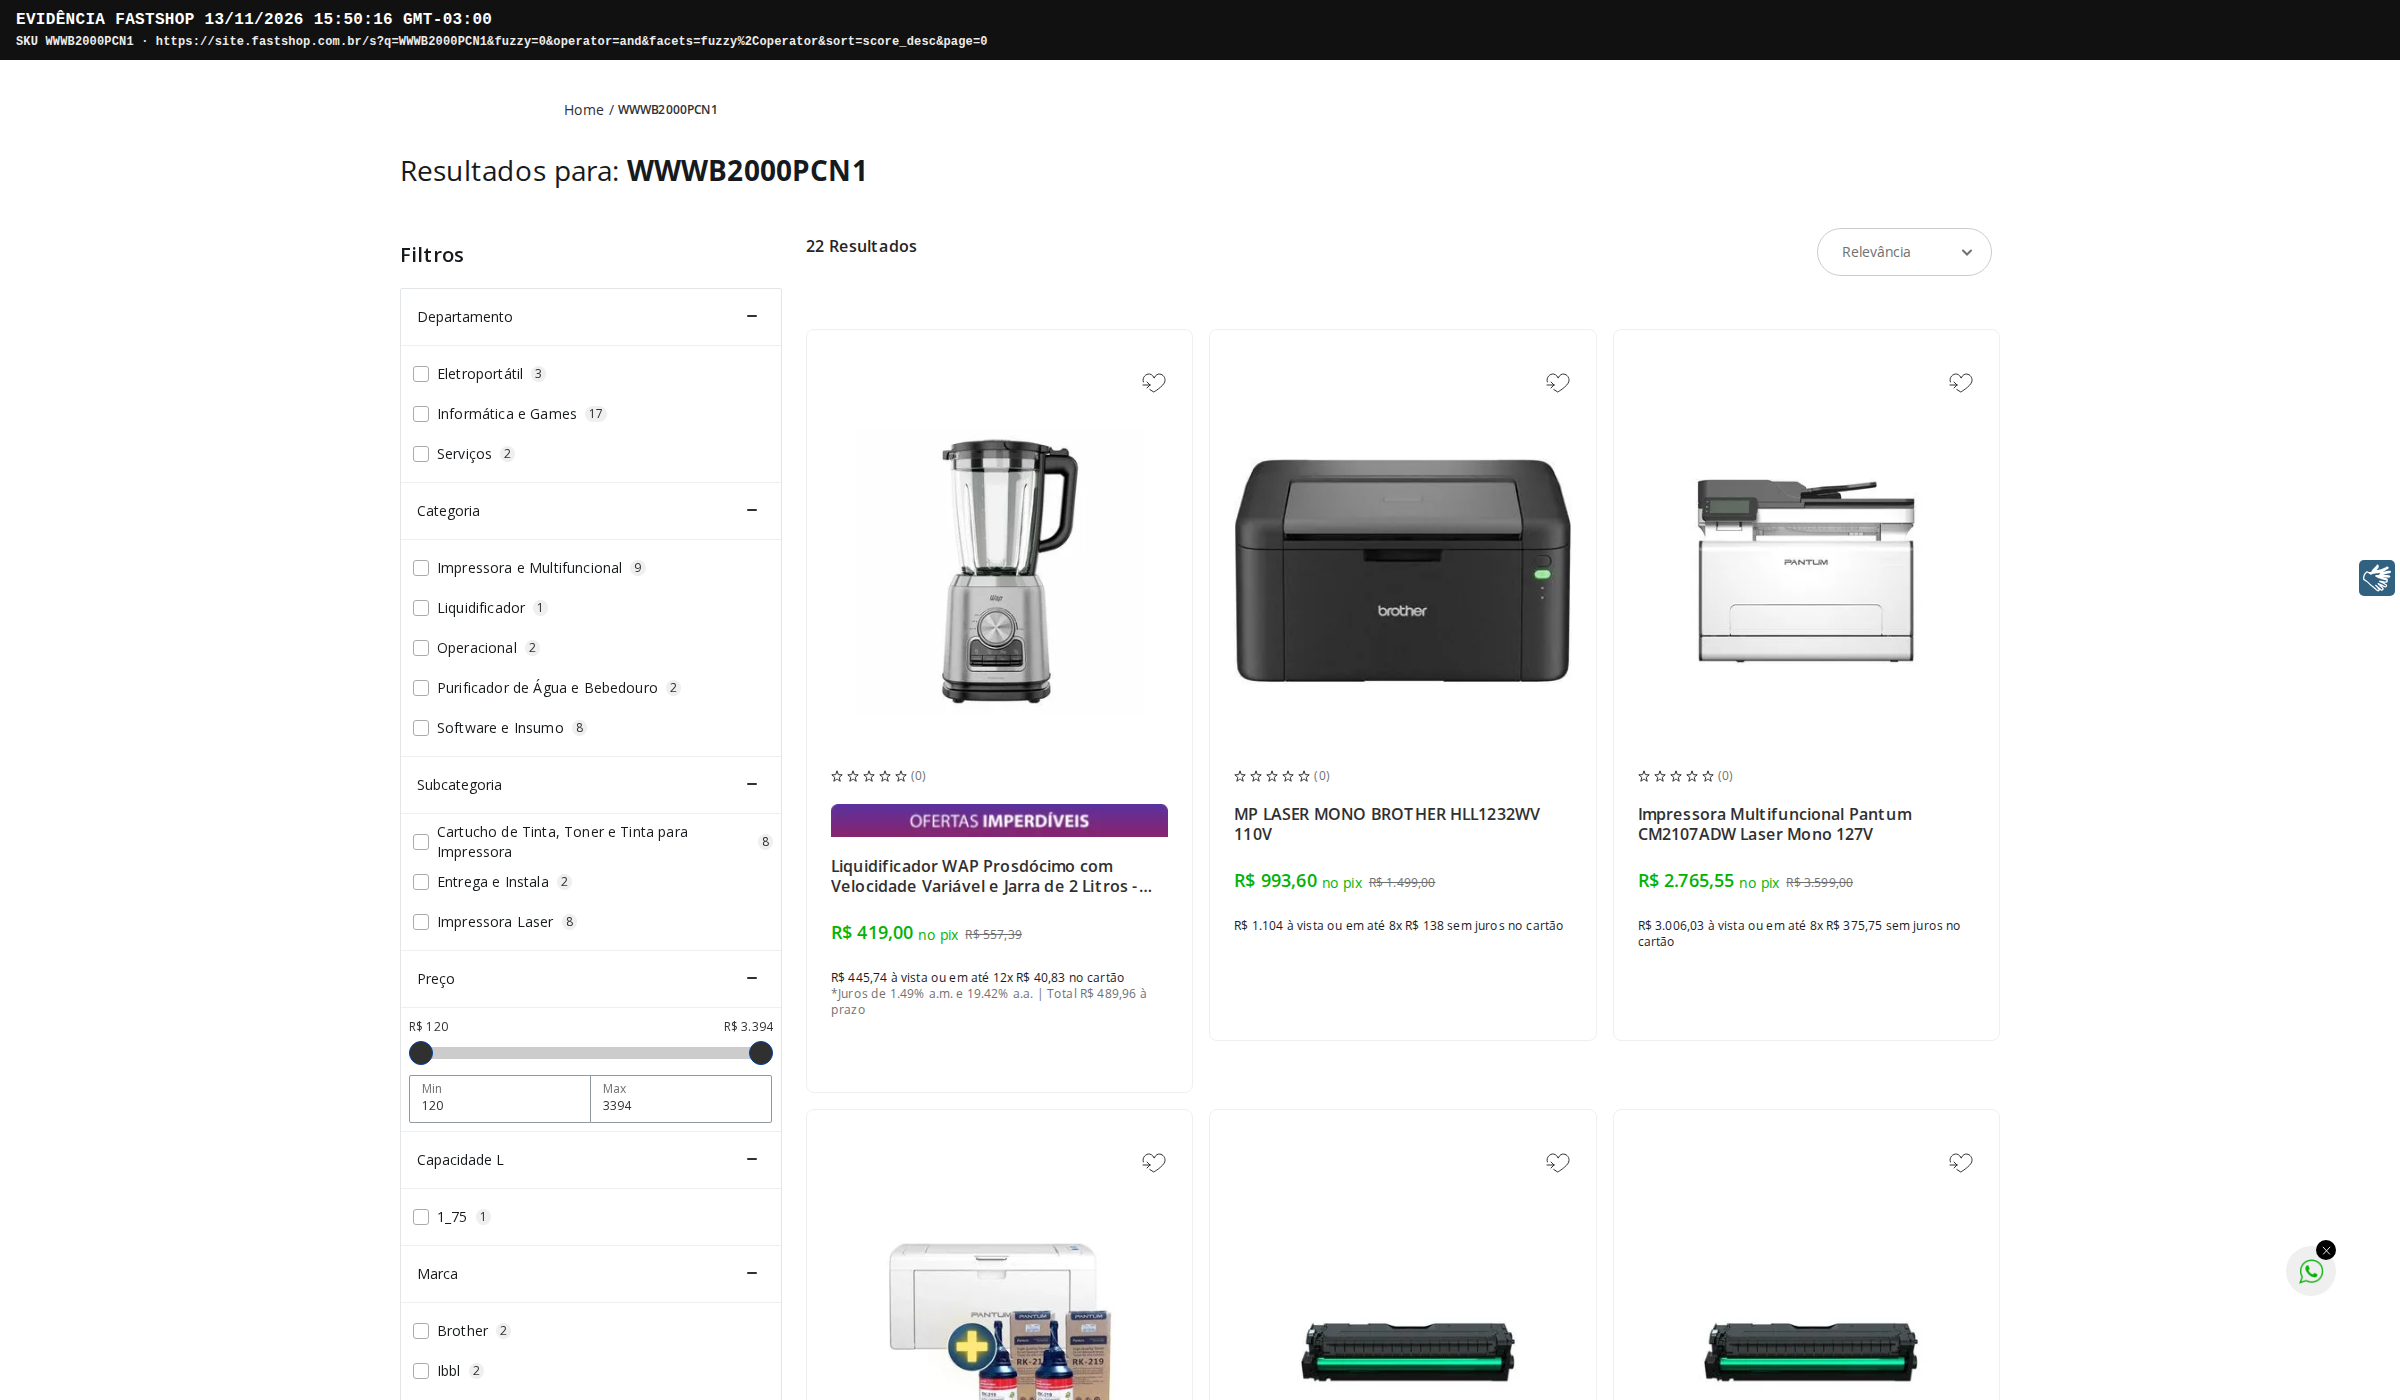 EVIDÊNCIA FASTSHOP 13/11/2026 15:50:16 GMT-03:00
SKU WWWB2000PCN1 · https://site.fastshop.com.br/s?q=WWWB2000PCN1&fuzzy=0&operator=and&facets=fuzzy%2Coperator&sort=score_desc&page=0
Home / WWWB2000PCN1
Resultados para: WWWB2000PCN1
Filtros
22 Resultados
Relevância
Departamento
Eletroportátil 3
Informática e Games 17
Serviços 2
Categoria
Impressora e Multifuncional 9
Liquidificador 1
Operacional 2
Purificador de Água e Bebedouro 2
Software e Insumo 8
Subcategoria
Cartucho de Tinta, Toner e Tinta para
Impressora 8
Entrega e Instala 2
Impressora Laser 8
Preço
R$ 120
R$ 3.394
Min
120
Max
3394
Capacidade L
1_75 1
Marca
Brother 2
Ibbl 2
Wap
(0)
OFERTAS IMPERDÍVEIS
Liquidificador WAP Prosdócimo com
Velocidade Variável e Jarra de 2 Litros -...
R$ 419,00 no pix R$ 557,39
R$ 445,74 à vista ou em até 12x R$ 40,83 no cartão
*Juros de 1.49% a.m. e 19.42% a.a. | Total R$ 489,96 à
prazo
brother
(0)
MP LASER MONO BROTHER HLL1232WV
110V
R$ 993,60 no pix R$ 1.499,00
R$ 1.104 à vista ou em até 8x R$ 138 sem juros no cartão
PANTUM
(0)
Impressora Multifuncional Pantum
CM2107ADW Laser Mono 127V
R$ 2.765,55 no pix R$ 3.599,00
R$ 3.006,03 à vista ou em até 8x R$ 375,75 sem juros no
cartão
PANTUM
PANTUM
PANTUM
RK-219